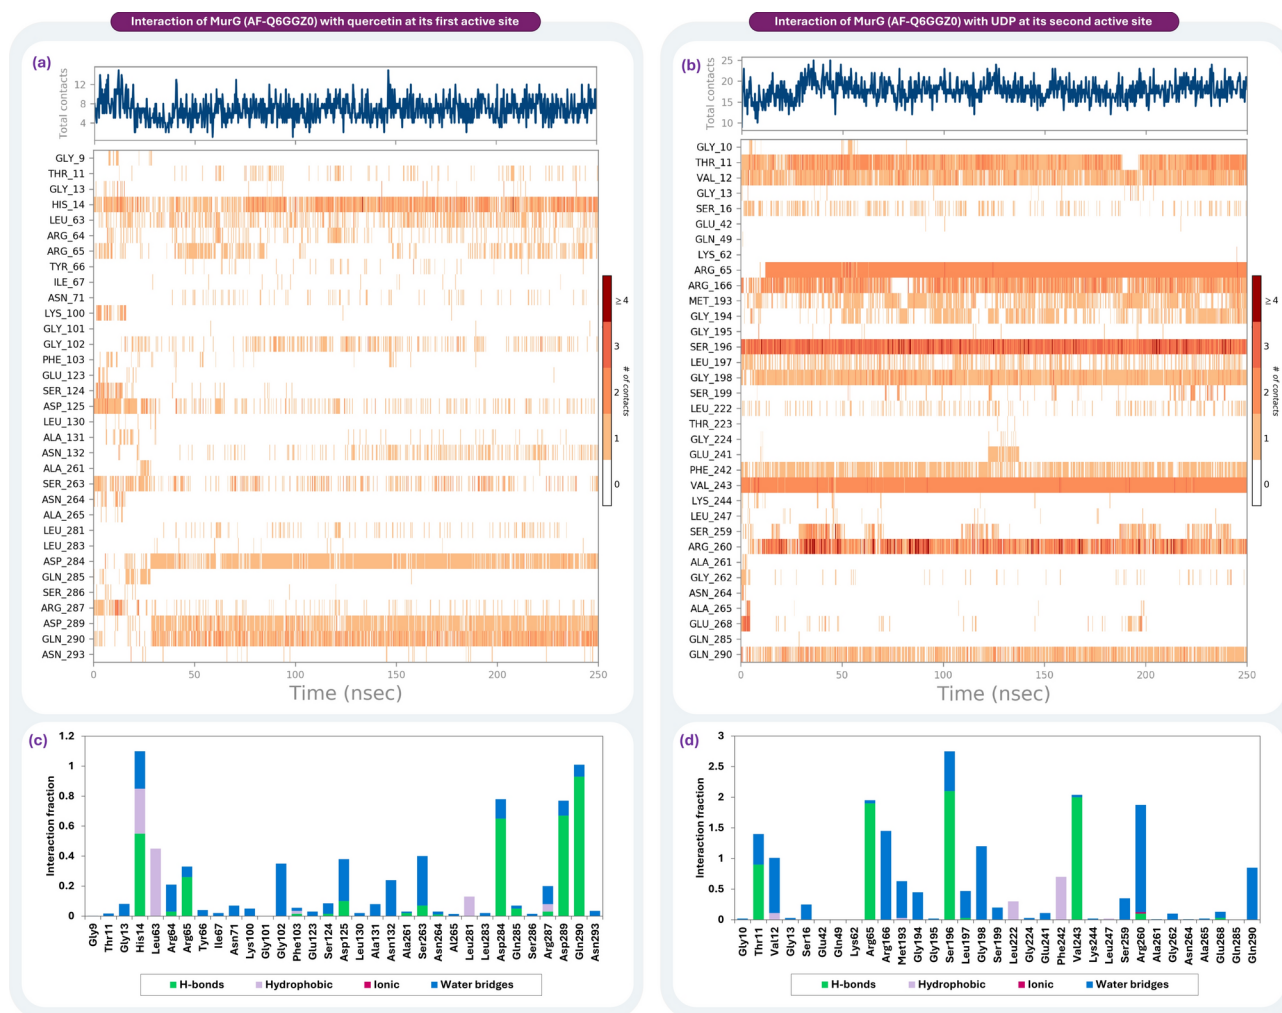 Interaction of MurG (AF-Q6GGZ0) with quercetin at its first active site
(a)
Total contacts
12
8
4
GLY_9
THR_11
GLY_13
HIS_14
LEU_63
ARG_64
ARG_65
TYR_66
ILE_67
ASN_71
LYS_100
GLY_101
GLY_102
PHE_103
GLU_123
SER_124
ASP_125
LEU_130
ALA_131
ASN_132
ALA_261
SER_263
ASN_264
ALA_265
LEU_281
LEU_283
ASP_284
GLN_285
SER_286
ARG_287
ASP_289
GLN_290
ASN_293
0 50 100 150 200 250
Time (nsec)
≥4
3
2
1
0
# of contacts
Interaction of MurG (AF-Q6GGZ0) with UDP at its second active site
(b)
Total contacts
25
20
15
10
GLY_10
THR_11
VAL_12
GLY_13
SER_16
GLU_42
GLN_49
LYS_62
ARG_65
ARG_166
MET_193
GLY_194
GLY_195
SER_196
LEU_197
GLY_198
SER_199
LEU_222
THR_223
GLY_224
GLU_241
PHE_242
VAL_243
LYS_244
LEU_247
SER_259
ARG_260
ALA_261
GLY_262
ASN_264
ALA_265
GLU_268
GLN_285
GLN_290
0 50 100 150 200 250
Time (nsec)
≥4
3
2
1
0
# of contacts
(c)
Interaction fraction
1.2
1
0.8
0.6
0.4
0.2
0
Gly9
Thr11
Gly13
His14
Leu63
Arg64
Arg65
Tyr66
Ile67
Asn71
Lys100
Gly101
Gly102
Phe103
Glu123
Ser124
Asp125
Leu130
Ala131
Asn132
Ala261
Ser263
Asn264
Al265
Leu281
Leu283
Asp284
Gln285
Ser286
Arg287
Asp289
Gln290
Asn293
H-bonds Hydrophobic Ionic Water bridges
(d)
Interaction fraction
3
2.5
2
1.5
1
0.5
0
Gly10
Thr11
Val12
Gly13
Ser16
Glu42
Gln49
Lys62
Arg65
Arg166
Met193
Gly194
Gly195
Ser196
Leu197
Gly198
Ser199
Leu222
Gly224
Glu241
Phe242
Val243
Lys244
Leu247
Ser259
Arg260
Ala261
Gly262
Asn264
Ala265
Glu268
Gln285
Gln290
H-bonds Hydrophobic Ionic Water bridges